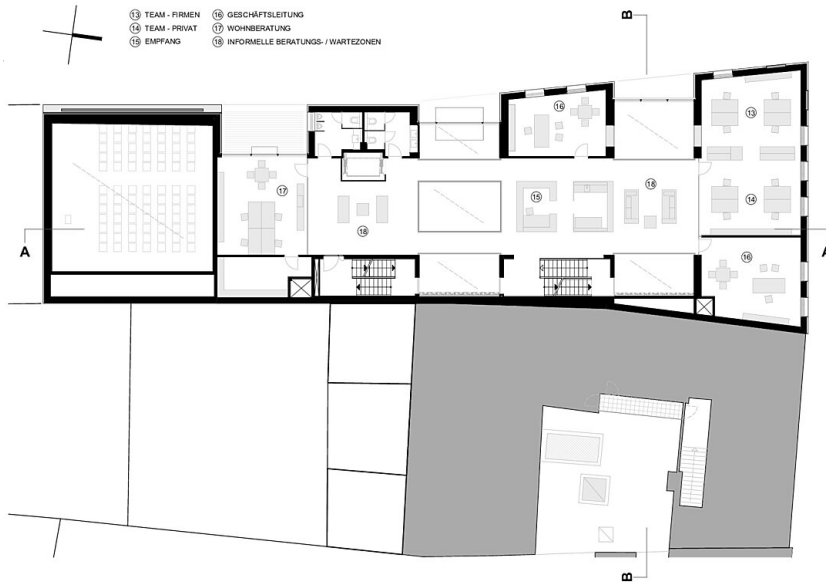 13 TEAM - FIRMEN
14 TEAM - PRIVAT
15 EMPFANG
16 GESCHÄFTSLEITUNG
17 WOHNBERATUNG
18 INFORMELLE BERATUNGS- / WARTEZONEN
B
16
13
17
15
18
14
18
A
A
16
B